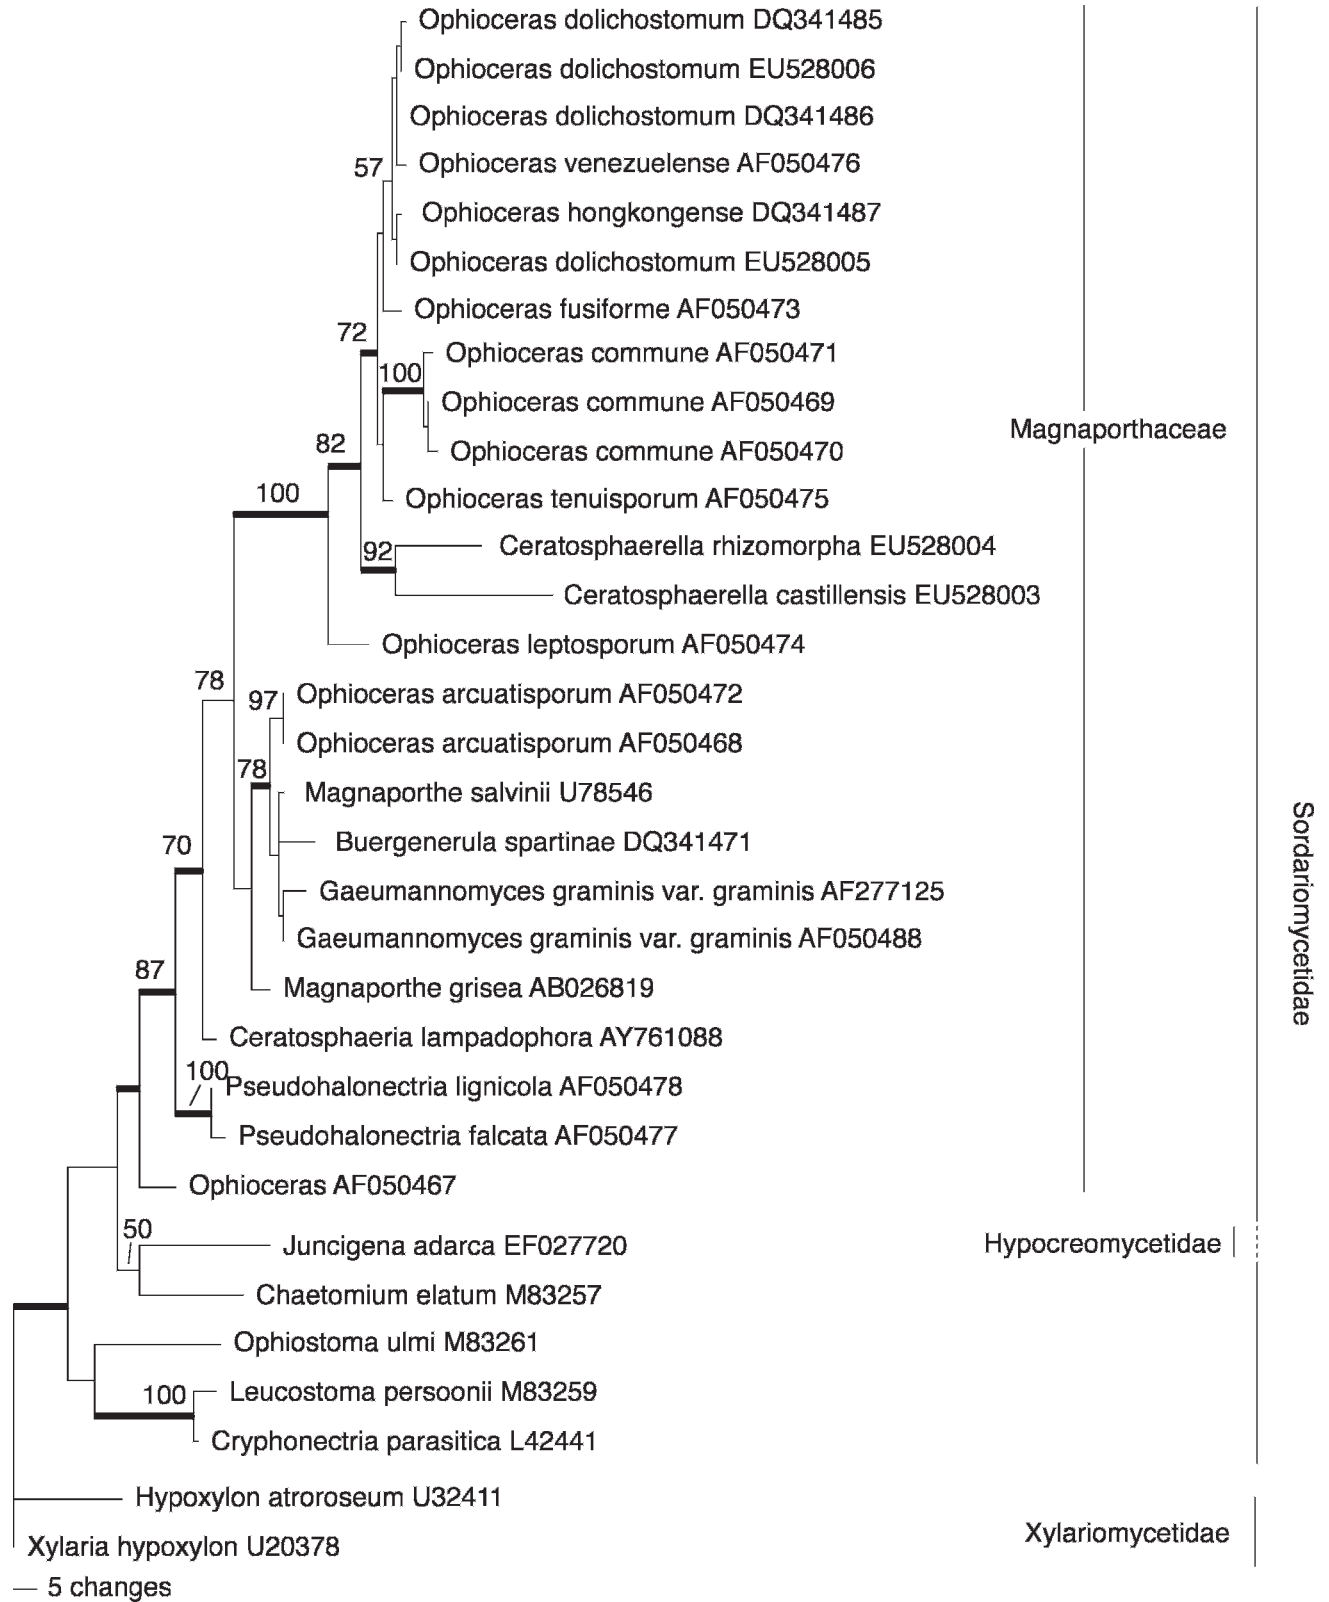 Ophioceras dolichostomum DQ341485
Ophioceras dolichostomum EU528006
Ophioceras dolichostomum DQ341486
57
Ophioceras venezuelense AF050476
Ophioceras hongkongense DQ341487
Ophioceras dolichostomum EU528005
Ophioceras fusiforme AF050473
72
Ophioceras commune AF050471
100
Ophioceras commune AF050469
Magnaporthaceae
82
Ophioceras commune AF050470
100
Ophioceras tenuisporum AF050475
92
Ceratosphaerella rhizomorpha EU528004
Ceratosphaerella castillensis EU528003
Ophioceras leptosporum AF050474
78
97
Ophioceras arcuatisporum AF050472
Ophioceras arcuatisporum AF050468
78
Magnaporthe salvinii U78546
70
Buergenerula spartinae DQ341471
Gaeumannomyces graminis var. graminis AF277125
Sordariomycetidae
Gaeumannomyces graminis var. graminis AF050488
87
Magnaporthe grisea AB026819
Ceratosphaeria lampadophora AY761088
100
Pseudohalonectria lignicola AF050478
Pseudohalonectria falcata AF050477
Ophioceras AF050467
50
Juncigena adarca EF027720
Hypocreomycetidae
Chaetomium elatum M83257
Ophiostoma ulmi M83261
100
Leucostoma persoonii M83259
Cryphonectria parasitica L42441
Hypoxylon atroroseum U32411
Xylariomycetidae
Xylaria hypoxylon U20378
5 changes